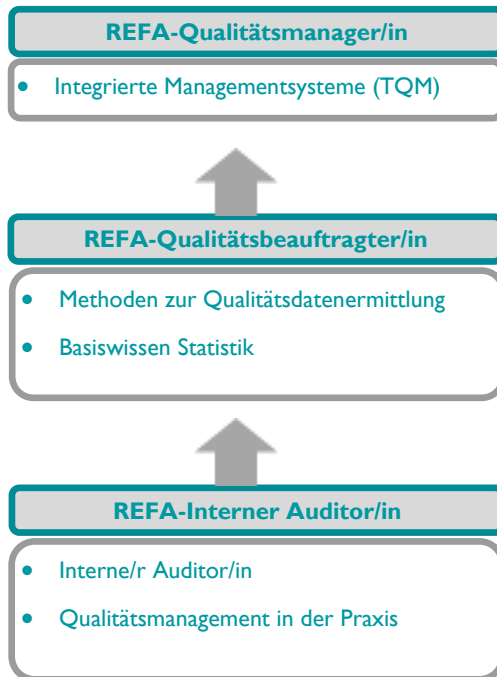 REFA-Qualitätsmanager/in
• Integrierte Managementsysteme (TQM)
REFA-Qualitätsbeauftragter/in
• Methoden zur Qualitätsdatenermittlung
• Basiswissen Statistik
REFA-Interner Auditor/in
• Interne/r Auditor/in
• Qualitätsmanagement in der Praxis